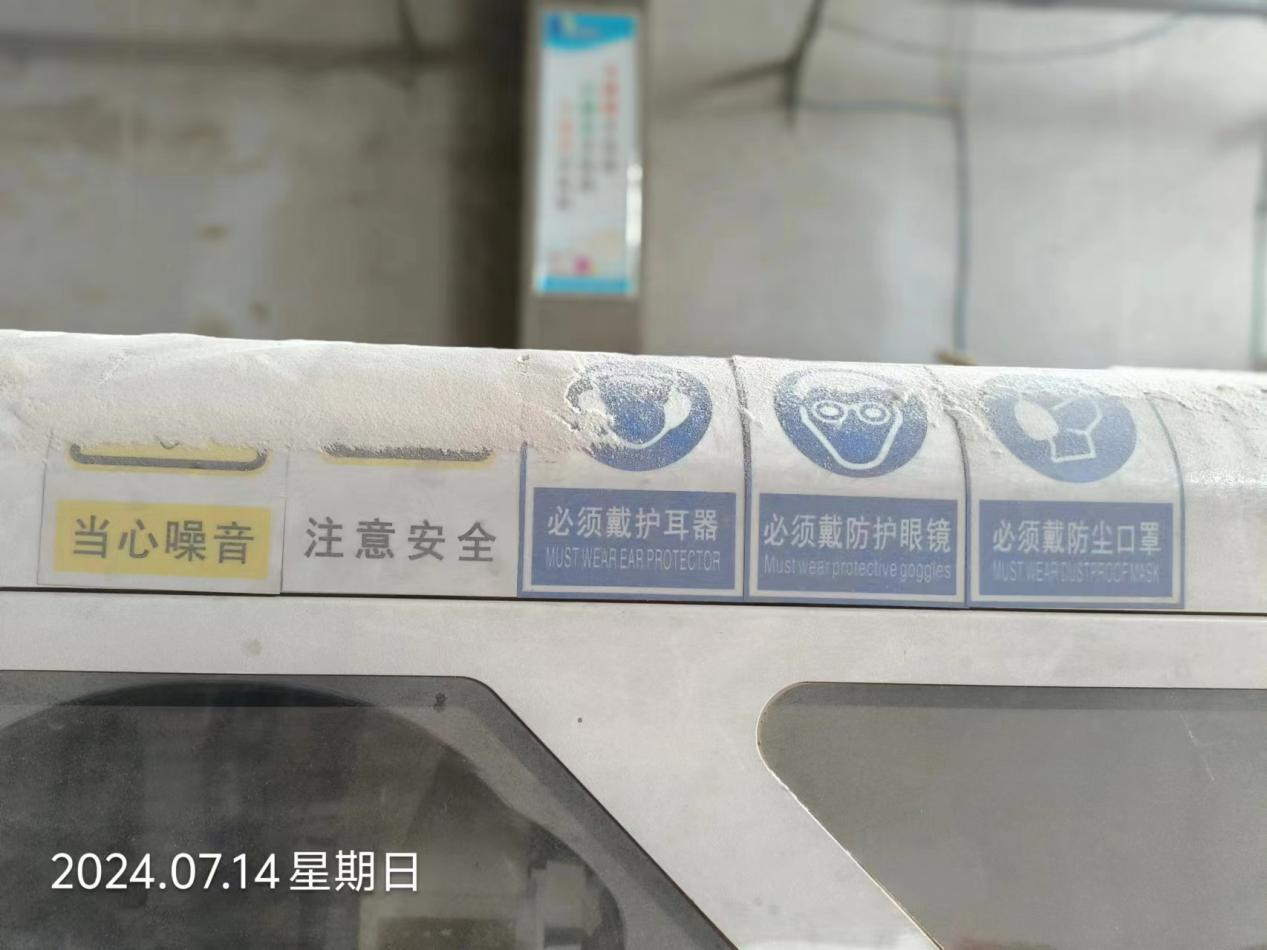 当心噪音
注意安全
必须戴护耳器
MUST WEAR EAR PROTECTOR
必须戴防护眼镜
Must wear protective goggles
必须戴防尘口罩
MUST WEAR DUSTPROOF MASK
2024.07.14 星期日